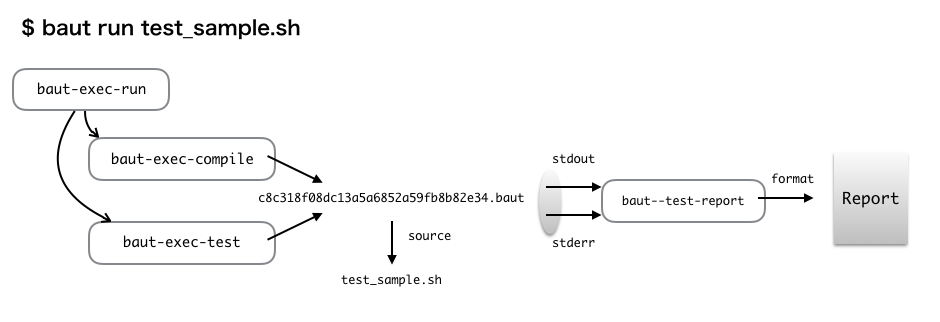 $ baut run test_sample.sh
baut-exec-run
baut-exec-compile
c8c318f08dc13a5a6852a59fb8b82e34.baut
baut-exec-test
source
test_sample.sh
stdout
stderr
baut--test-report
format
Report